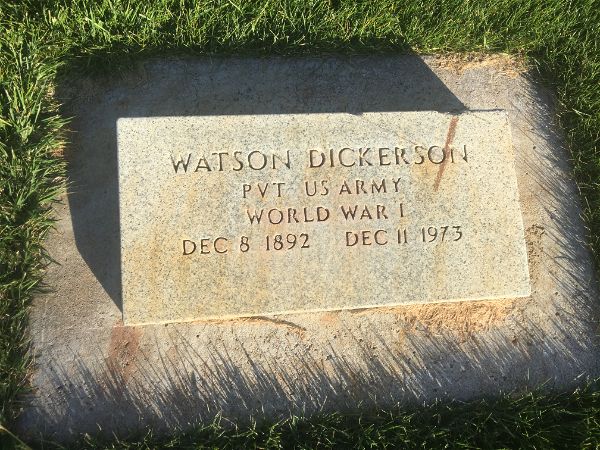 WATSON DICKERSON
PVT US ARMY
WORLD WAR I
DEC 8 1892 DEC 11 1973